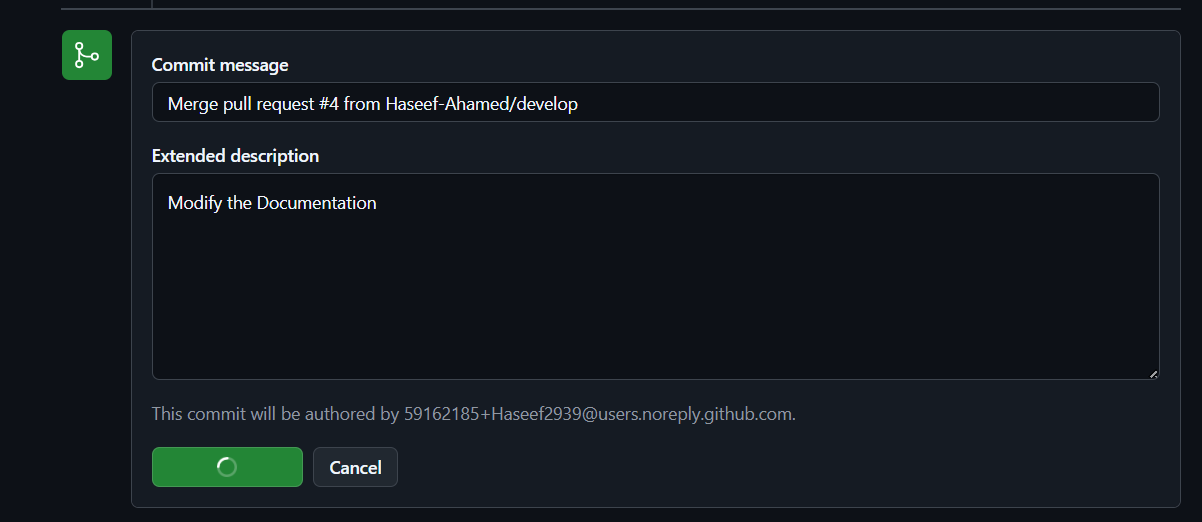 Commit message
Merge pull request #4 from Haseef-Ahamed/develop
Extended description
Modify the Documentation
This commit will be authored by 59162185+Haseef2939@users.noreply.github.com.
Cancel